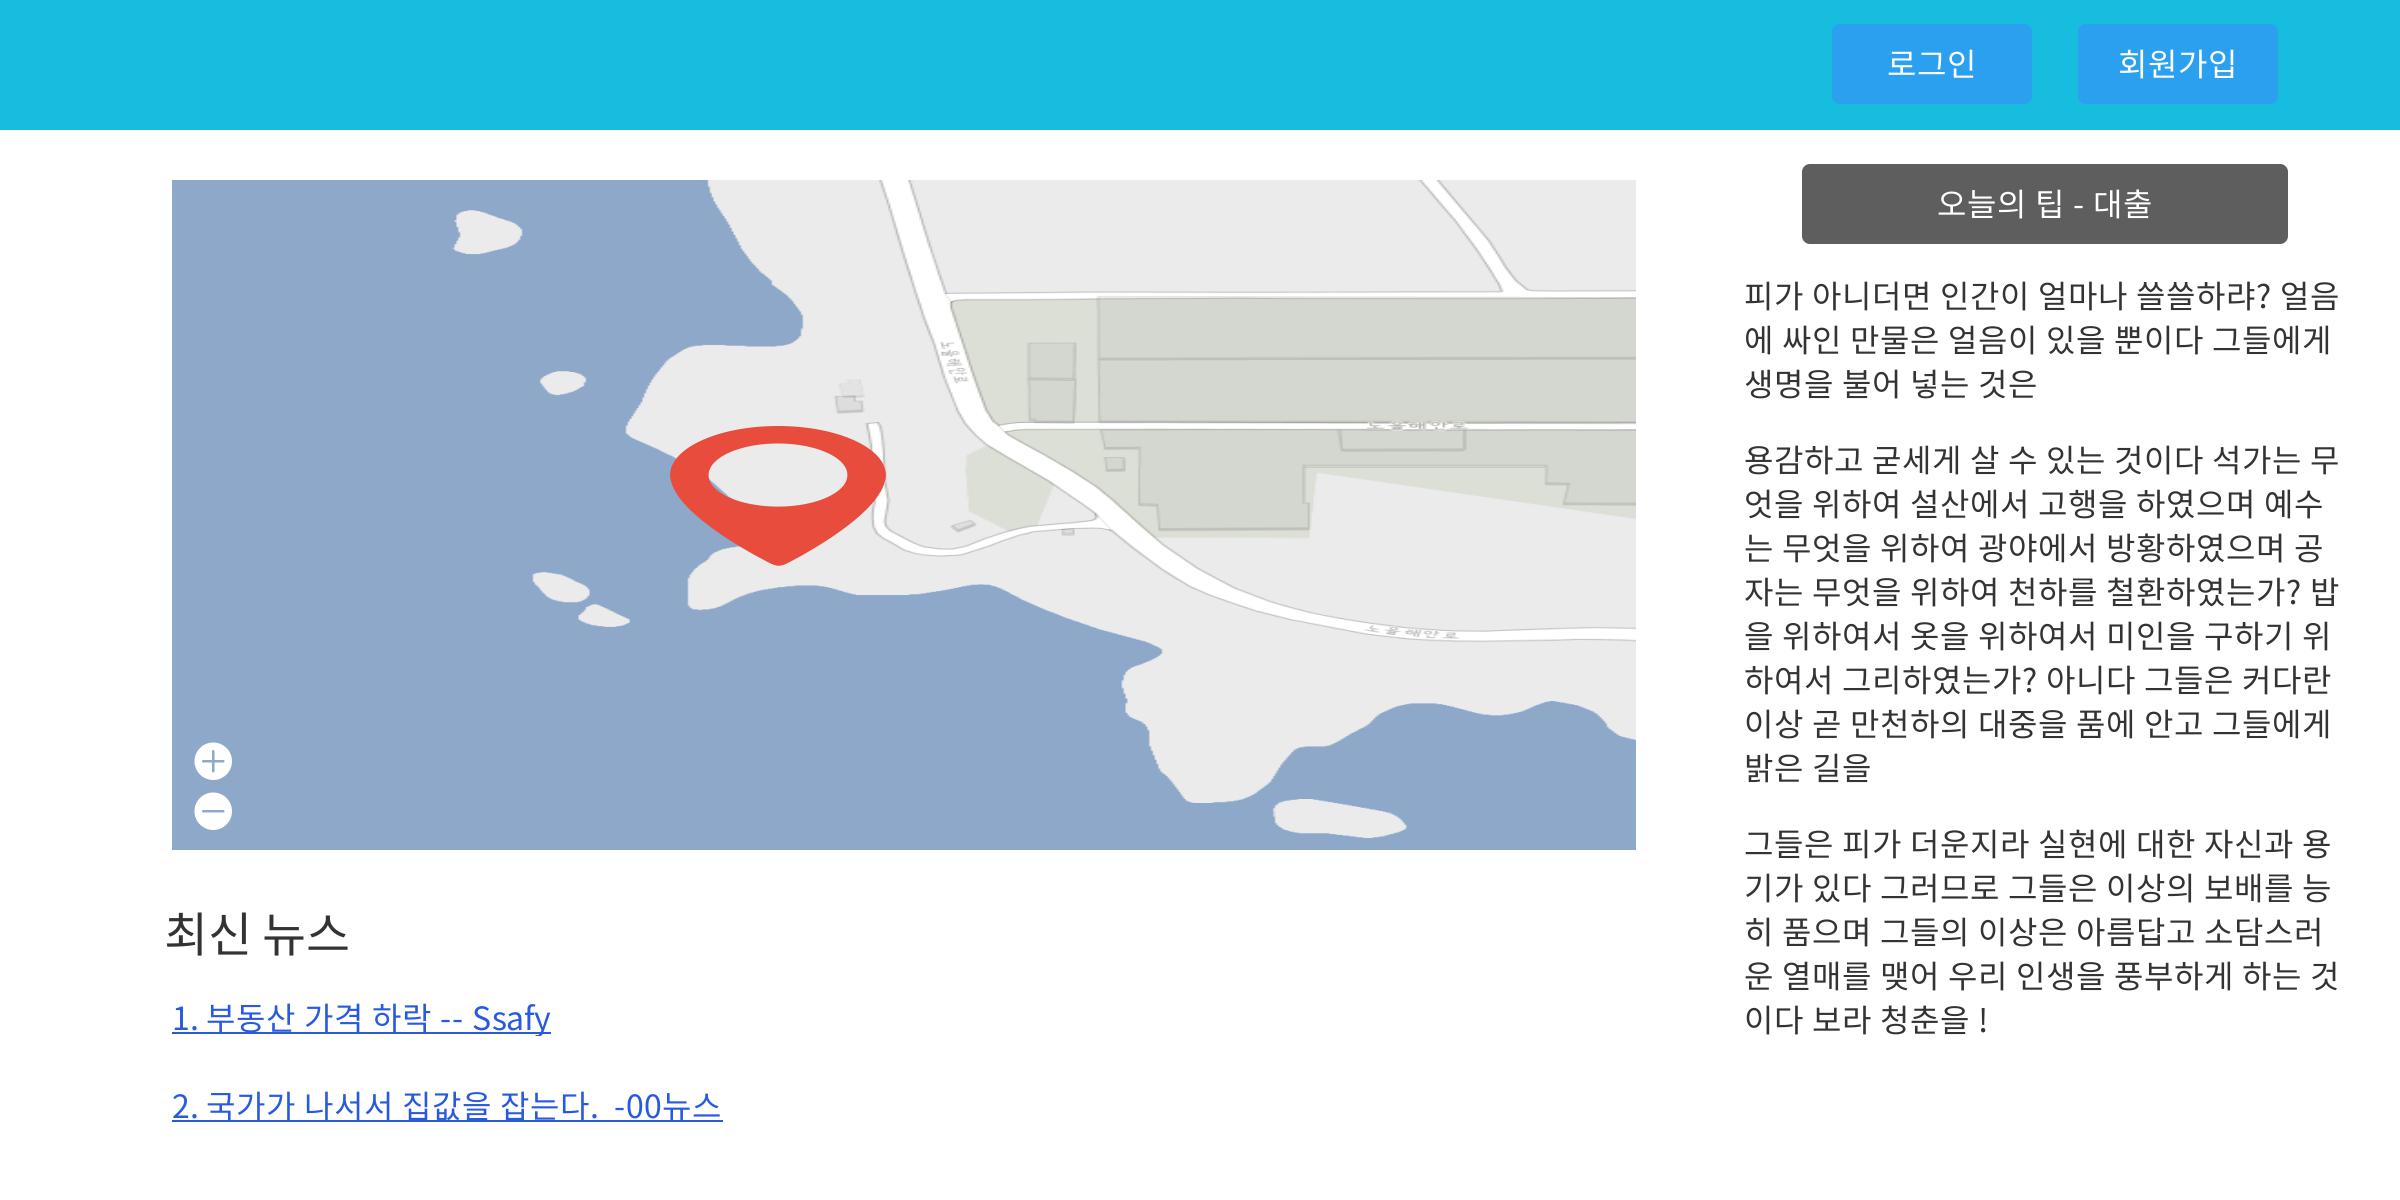 로그인
회원가입
오늘의 팁 - 대출
노을해안로
노을해안로
노을해안로
피가 아니더면 인간이 얼마나 쓸쓸하랴? 얼음
에 싸인 만물은 얼음이 있을 뿐이다 그들에게
생명을 불어 넣는 것은
용감하고 굳세게 살 수 있는 것이다 석가는 무
엇을 위하여 설산에서 고행을 하였으며 예수
는 무엇을 위하여 광야에서 방황하였으며 공
자는 무엇을 위하여 천하를 철환하였는가? 밥
을 위하여서 옷을 위하여서 미인을 구하기 위
하여서 그리하였는가? 아니다 그들은 커다란
이상 곧 만천하의 대중을 품에 안고 그들에게
밝은 길을
그들은 피가 더운지라 실현에 대한 자신과 용
기가 있다 그러므로 그들은 이상의 보배를 능
히 품으며 그들의 이상은 아름답고 소담스러
운 열매를 맺어 우리 인생을 풍부하게 하는 것
이다 보라 청춘을 !
최신 뉴스
1. 부동산 가격 하락 -- Ssafy
2. 국가가 나서서 집값을 잡는다.  -00뉴스